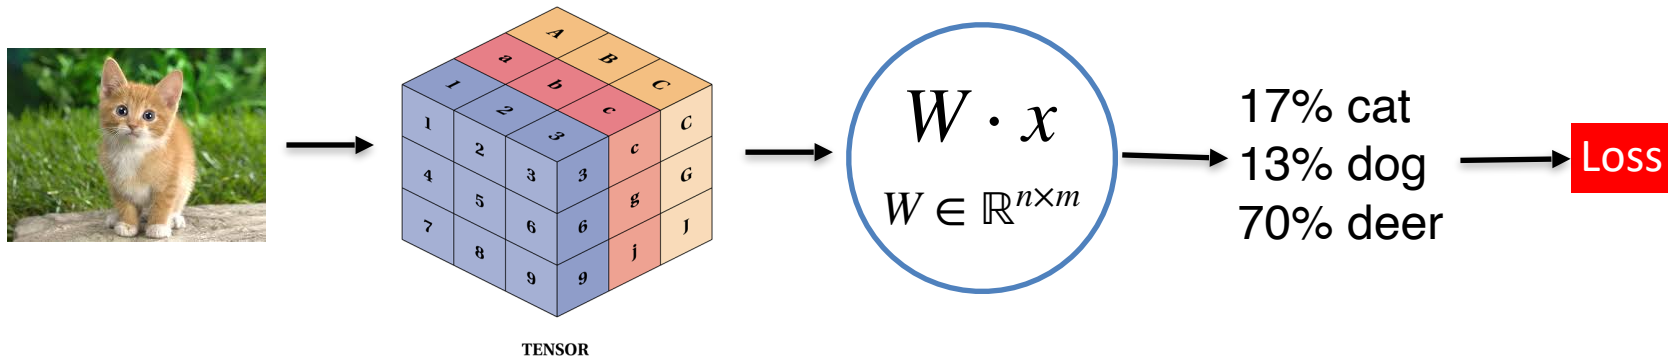 A
B
C
a
b
c
1
2
3
1
2
3
4
5
6
7
8
9
3
6
9
c
g
j
C
G
J
TENSOR
W · x
W ∈ ℝⁿˣᵐ
17% cat
13% dog
70% deer
Loss